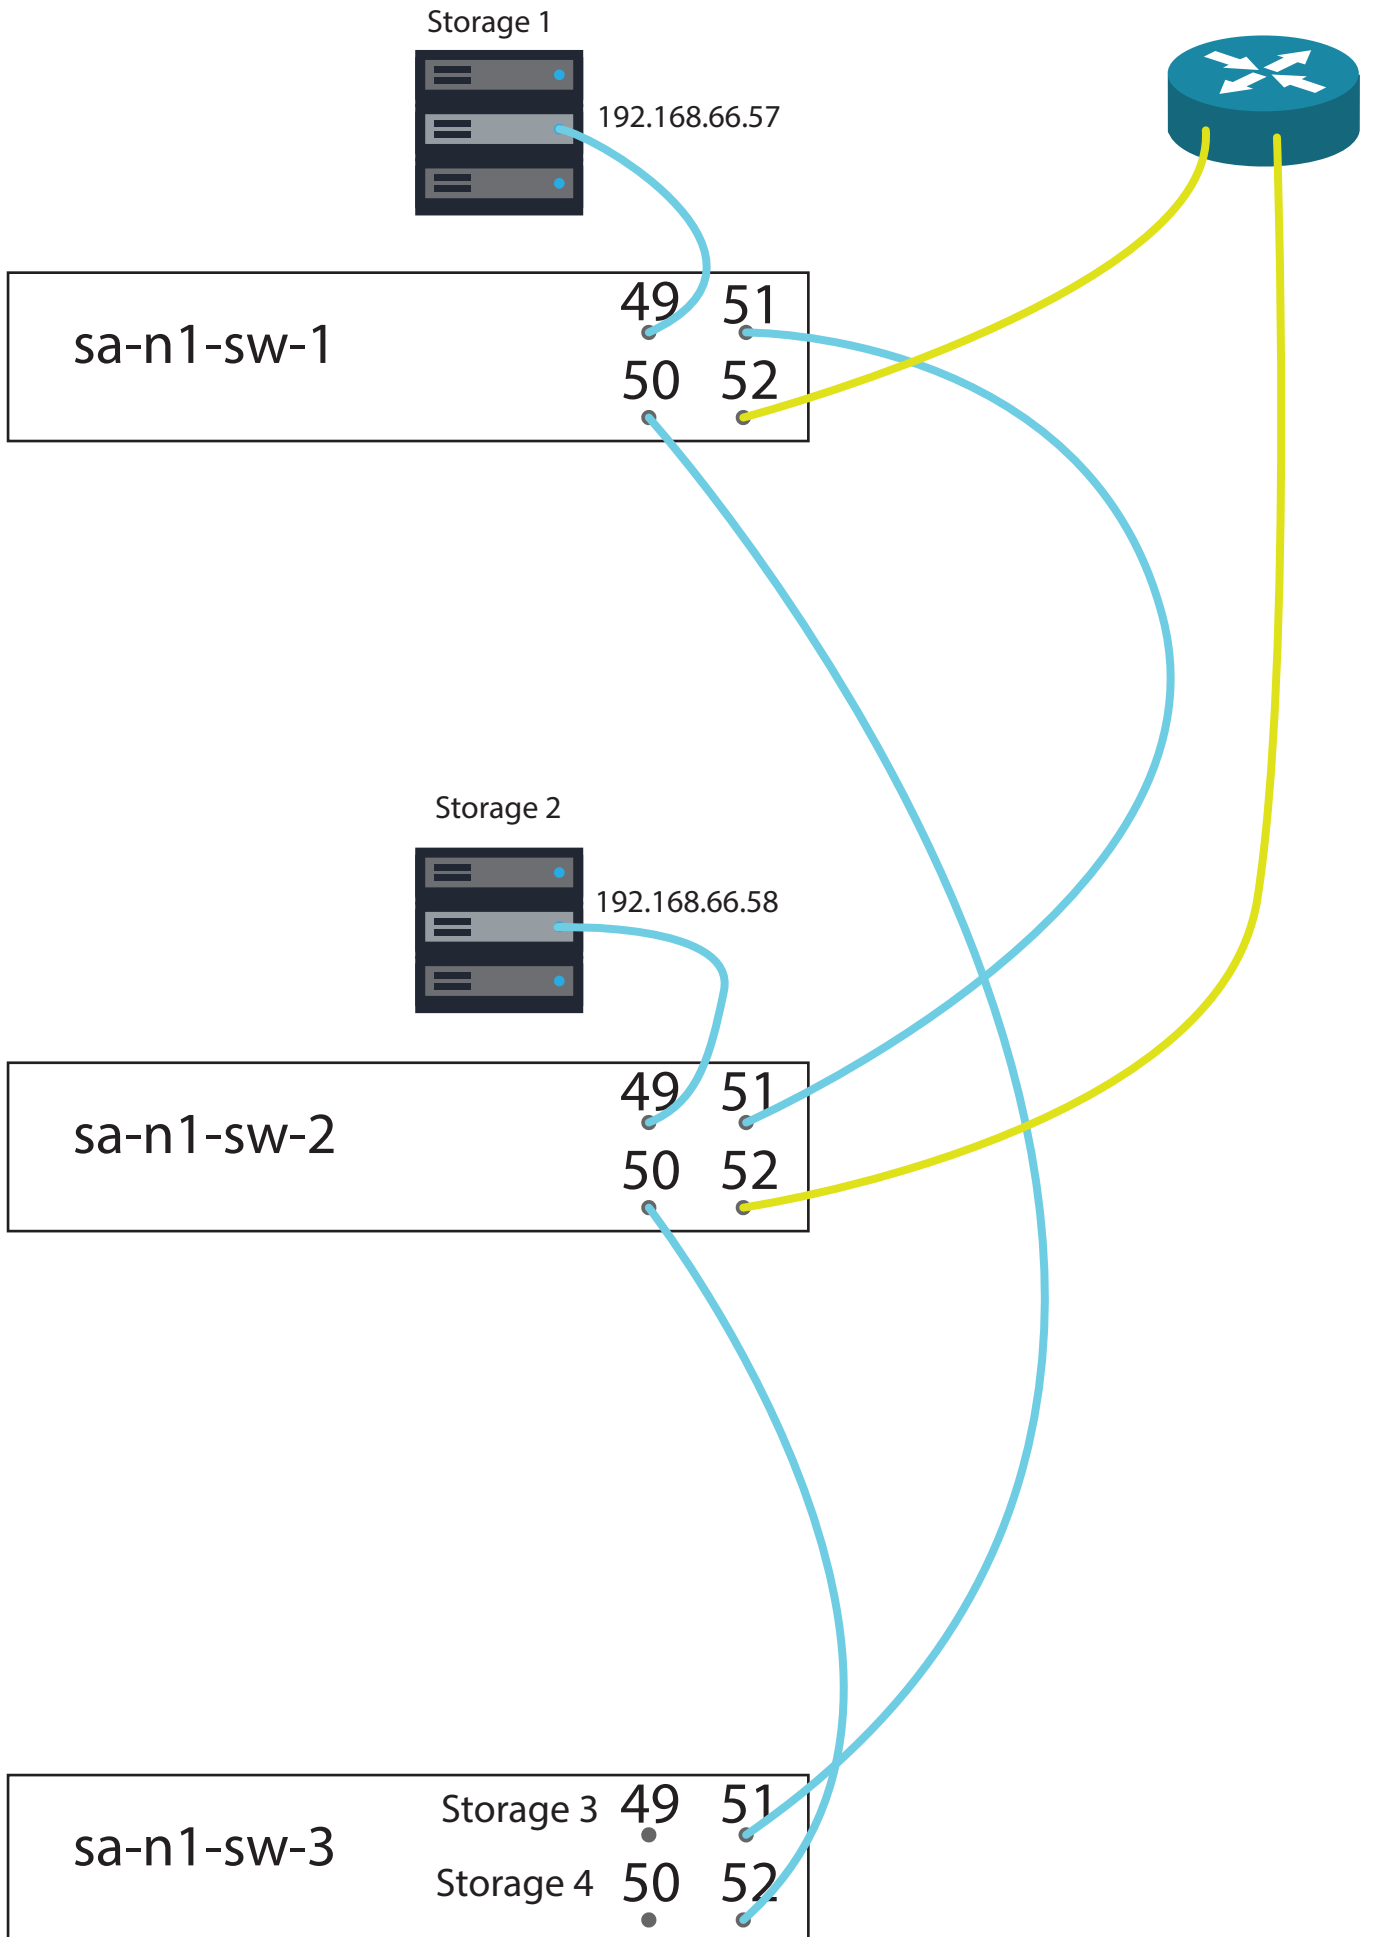 Storage 1
192.168.66.57
sa-n1-sw-1
49 51
50 52
Storage 2
192.168.66.58
sa-n1-sw-2
49 51
50 52
sa-n1-sw-3
Storage 3 49 51
Storage 4 50 52